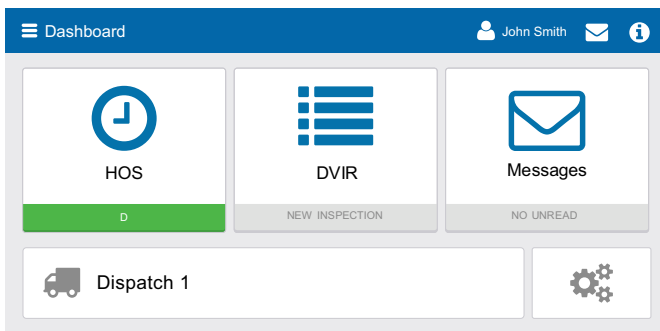 Dashboard
John Smith
HOS
DVIR
Messages
D
NEW INSPECTION
NO UNREAD
Dispatch 1